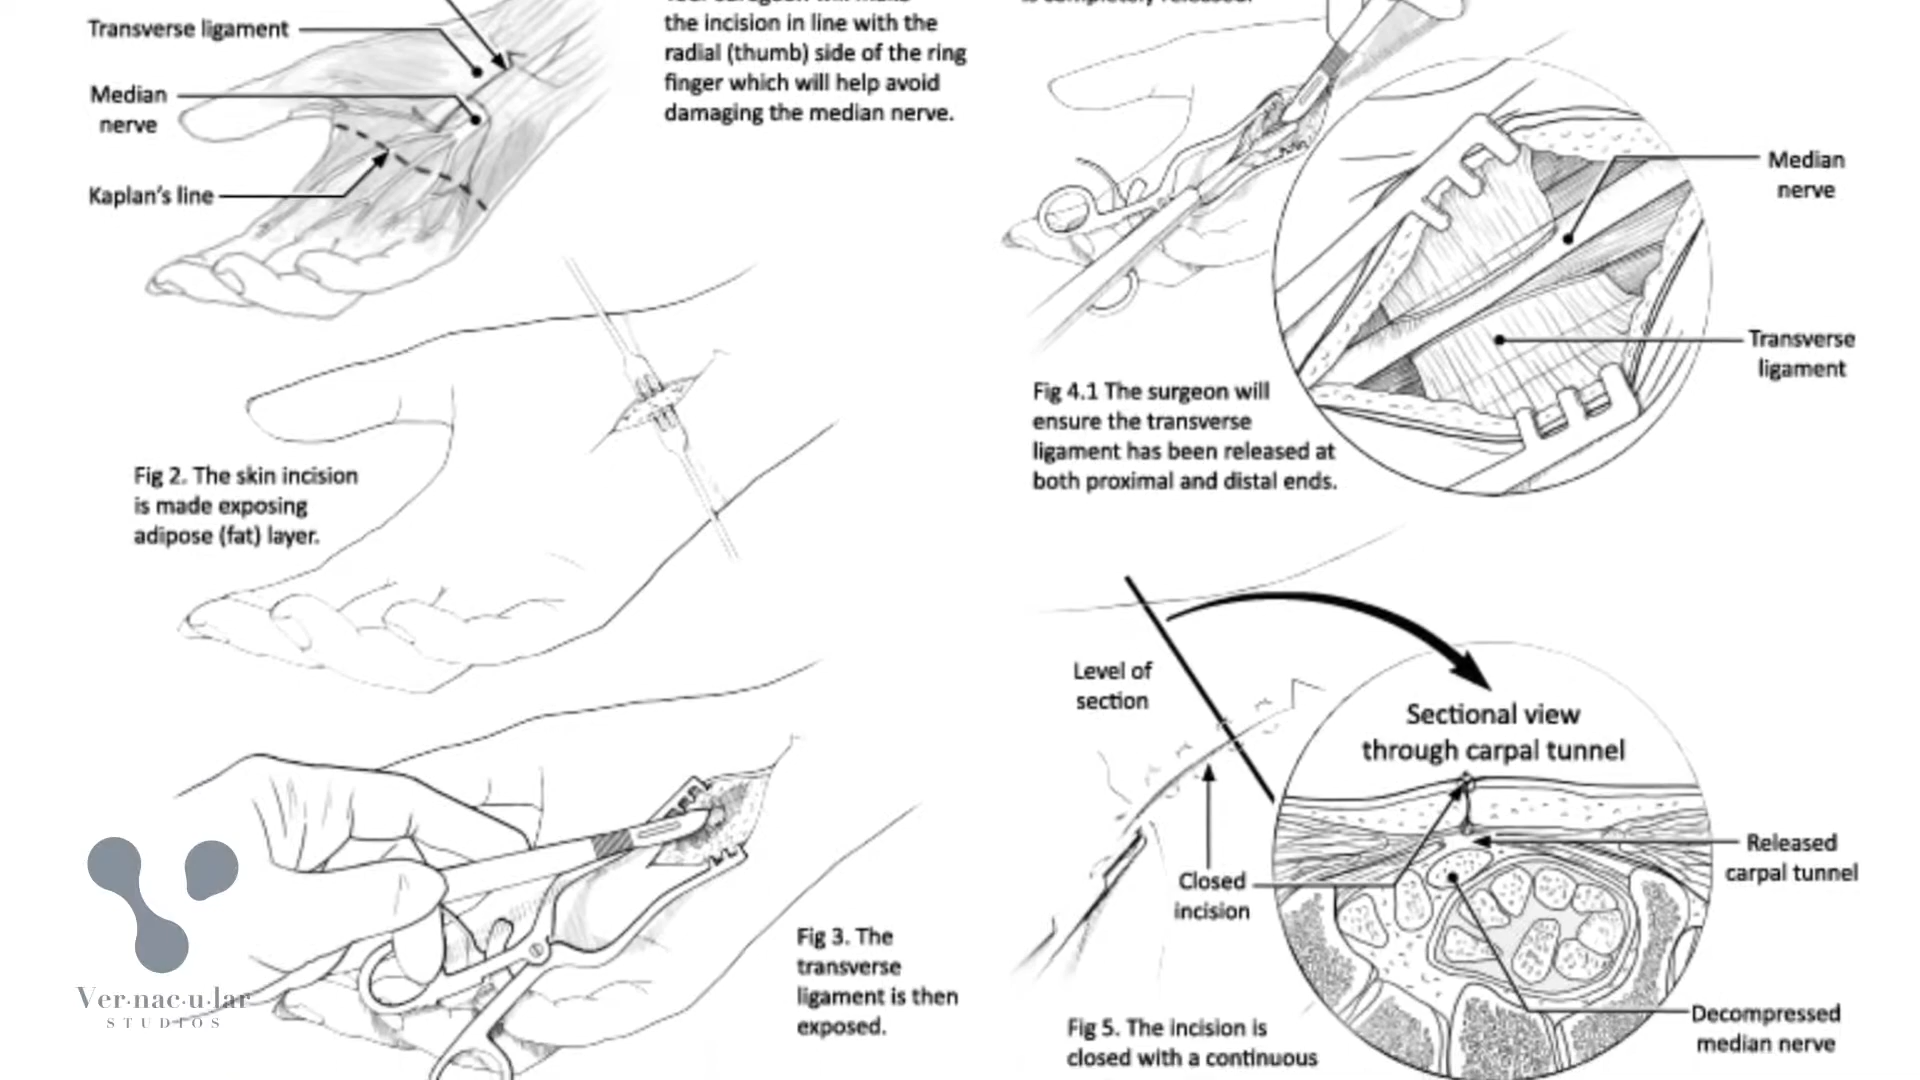 Transverse ligament
Median
nerve
Kaplan's line
the incision in line with the
radial (thumb) side of the ring
finger which will help avoid
damaging the median nerve.
Fig 2. The skin incision
is made exposing
adipose (fat) layer.
Fig 3. The
transverse
ligament is then
exposed.
Ver·nac·u·lar
STUDIOS
is completely released.
Median
nerve
Transverse
ligament
Fig 4.1 The surgeon will
ensure the transverse
ligament has been released at
both proximal and distal ends.
Level of
section
Sectional view
through carpal tunnel
Released
carpal tunnel
Closed
incision
Decompressed
median nerve
Fig 5. The incision is
closed with a continuous